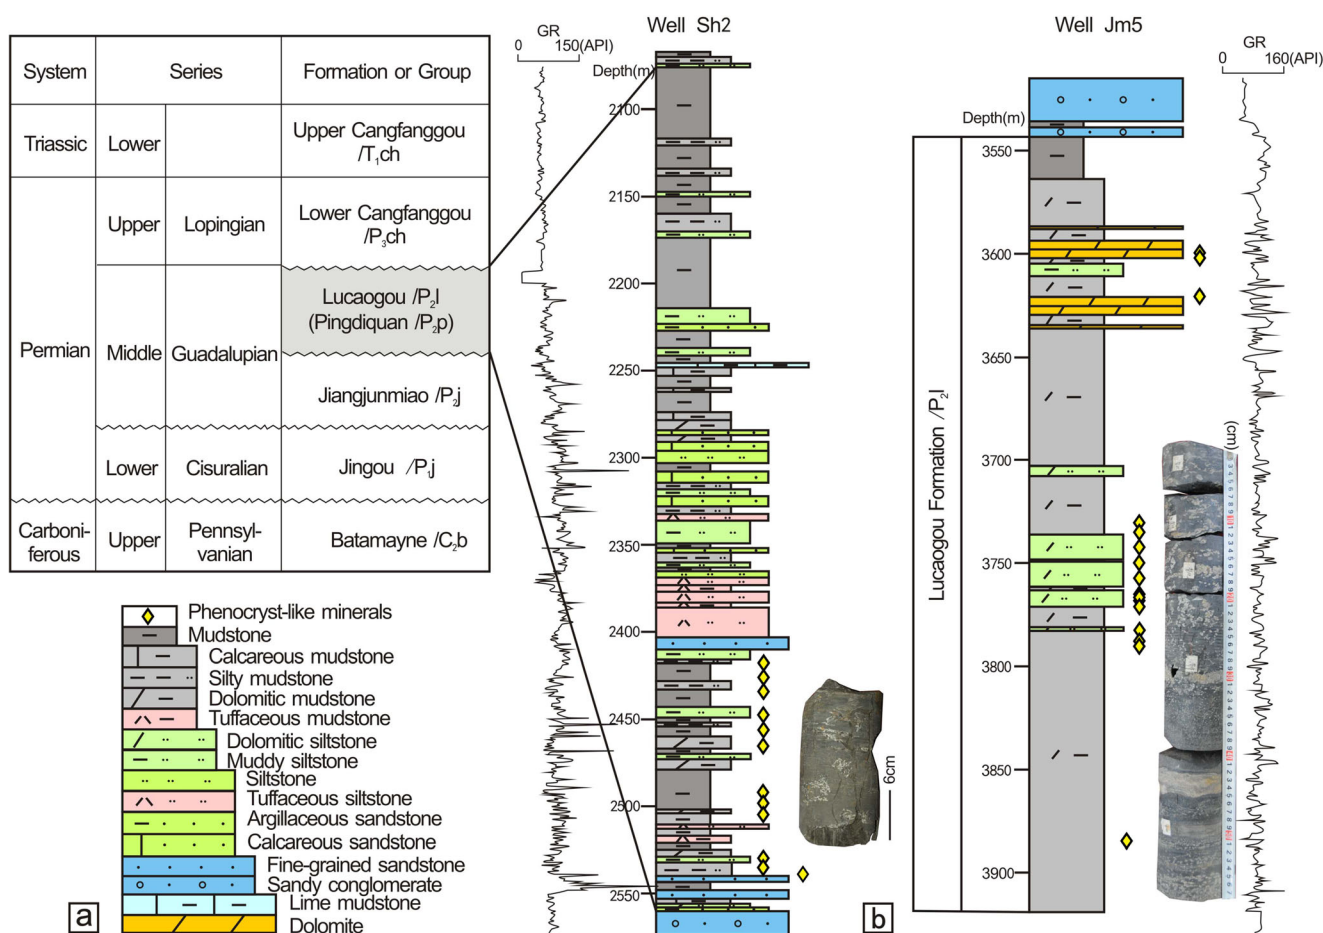 Well Sh2
Well Jm5
GR
0 150(API)
GR
0 160(API)
System Series Formation or Group
Triassic Lower Upper Cangfanggou
/T1ch
Permian
Upper Lopingian Lower Cangfanggou
/P3ch
Middle Guadalupian
Lucaogou /P2l
(Pingdiquan /P2p)
Jiangjunmiao /P2j
Lower Cisuralian Jingou /P1j
Carboni-
ferous
Upper Pennsyl-
vanian
Batamayne /C2b
Depth(m)
2100
2150
2200
2250
2300
2350
2400
2450
2500
2550
6cm
Depth(m)
3550
3600
3650
3700
3750
3800
3850
3900
Lucaogou Formation /P2l
(cm)
Phenocryst-like minerals
Mudstone
Calcareous mudstone
Silty mudstone
Dolomitic mudstone
Tuffaceous mudstone
Dolomitic siltstone
Muddy siltstone
Siltstone
Tuffaceous siltstone
Argillaceous sandstone
Calcareous sandstone
Fine-grained sandstone
Sandy conglomerate
Lime mudstone
Dolomite
a
b